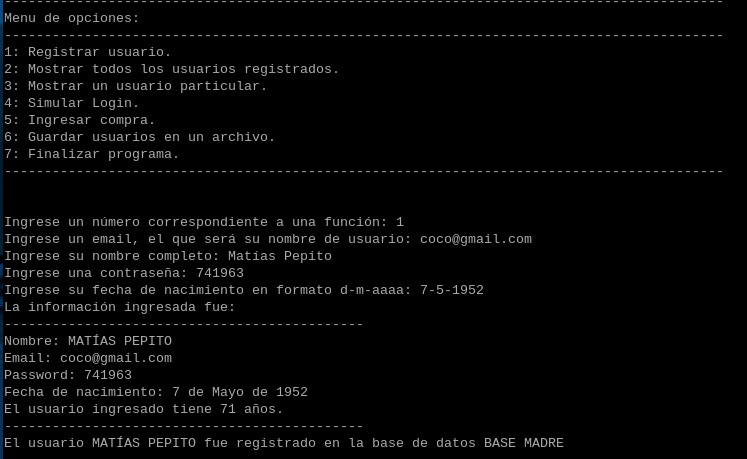 ------------------------------------------------------------------------------------------
Menu de opciones:
------------------------------------------------------------------------------------------
1: Registrar usuario.
2: Mostrar todos los usuarios registrados.
3: Mostrar un usuario particular.
4: Simular Login.
5: Ingresar compra.
6: Guardar usuarios en un archivo.
7: Finalizar programa.
------------------------------------------------------------------------------------------
Ingrese un número correspondiente a una función: 1
Ingrese un email, el que será su nombre de usuario: coco@gmail.com
Ingrese su nombre completo: Matías Pepito
Ingrese una contraseña: 741963
Ingrese su fecha de nacimiento en formato d-m-aaaa: 7-5-1952
La información ingresada fue:
---------------------------------------------
Nombre: MATÍAS PEPITO
Email: coco@gmail.com
Password: 741963
Fecha de nacimiento: 7 de Mayo de 1952
El usuario ingresado tiene 71 años.
---------------------------------------------
El usuario MATÍAS PEPITO fue registrado en la base de datos BASE MADRE